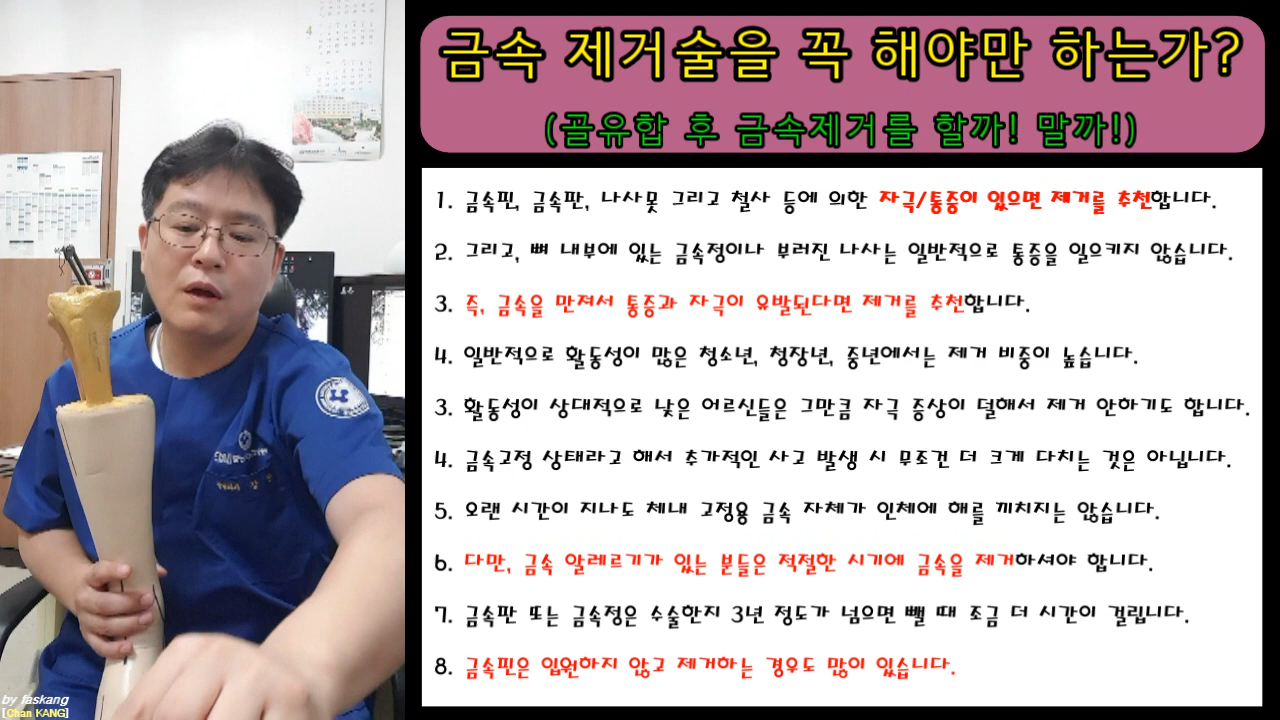 금속 제거술을 꼭 해야만 하는가?
(골유합 후 금속제거를 할까! 말까!)
1. 금속핀, 금속판, 나사못 그리고 철사 등에 의한 자극/통증이 있으면 제거를 추천합니다.
2. 그리고, 뼈 내부에 있는 금속정이나 부러진 나사는 일반적으로 통증을 일으키지 않습니다.
3. 즉, 금속을 만져서 통증과 자극이 유발된다면 제거를 추천합니다.
4. 일반적으로 활동성이 많은 청소년, 청장년, 중년에서는 제거 비중이 높습니다.
3. 활동성이 상대적으로 낮은 어르신들은 그만큼 자극 증상이 덜해서 제거 안하기도 합니다.
4. 금속고정 상태라고 해서 추가적인 사고 발생 시 무조건 더 크게 다치는 것은 아닙니다.
5. 오랜 시간이 지나도 체내 고정용 금속 자체가 인체에 해를 끼치지는 않습니다.
6. 다만, 금속 알레르기가 있는 분들은 적절한 시기에 금속을 제거하셔야 합니다.
7. 금속판 또는 금속정은 수술한지 3년 정도가 넘으면 뺄 때 조금 더 시간이 걸립니다.
8. 금속핀은 입원하지 않고 제거하는 경우도 많이 있습니다.
by faskang
[Chan KANG]